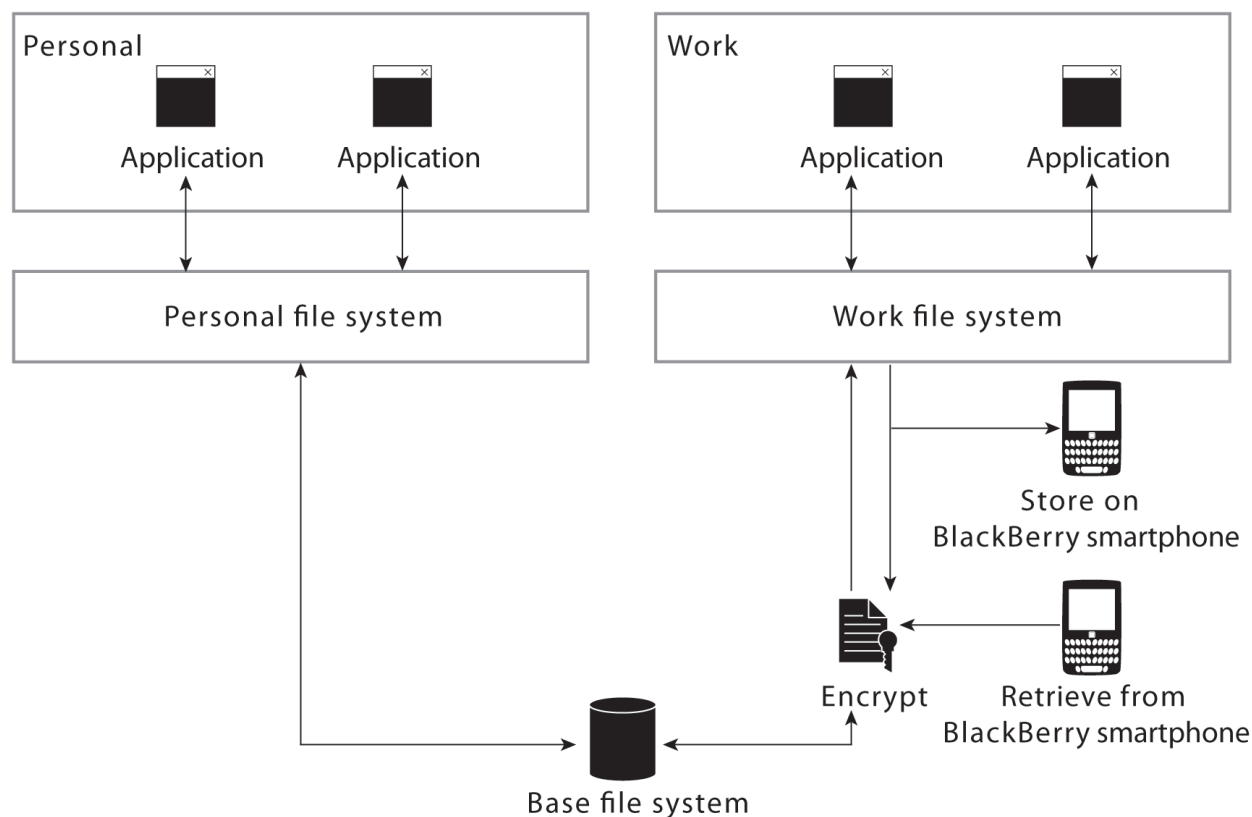 Personal
Application
Application
Work
Application
Application
Personal file system
Work file system
Store on
BlackBerry smartphone
Encrypt
Retrieve from
BlackBerry smartphone
Base file system